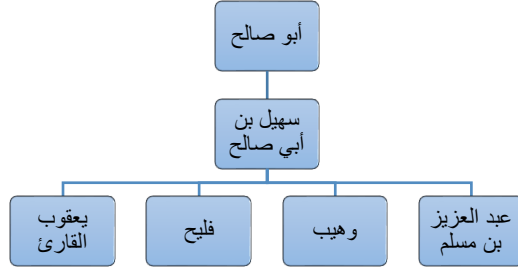 أبو صالح
سهيل بن
أبي صالح
عبد العزيز
بن مسلم
وهيب
فليح
يعقوب
القارئ